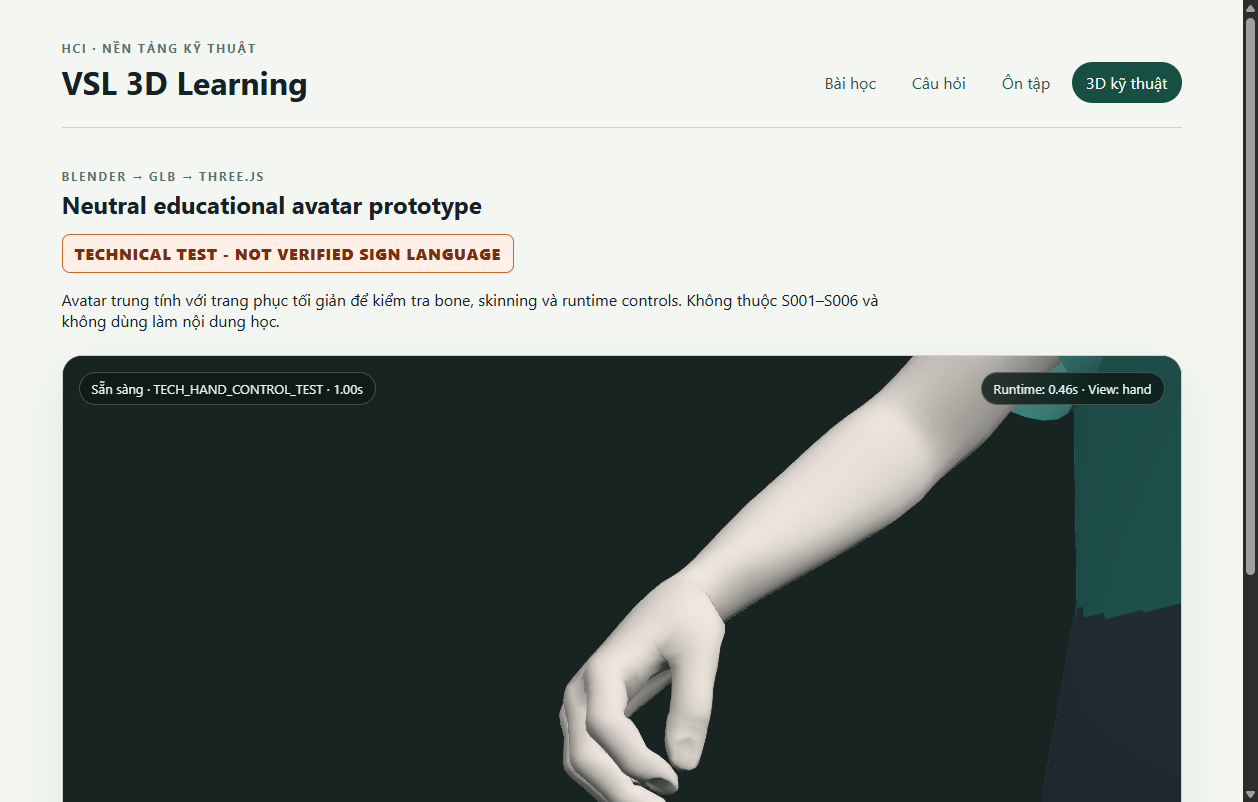 HCI · NỀN TẢNG KỸ THUẬT
VSL 3D Learning
Bài học
Câu hỏi
Ôn tập
3D kỹ thuật
BLENDER → GLB → THREE.JS
Neutral educational avatar prototype
TECHNICAL TEST - NOT VERIFIED SIGN LANGUAGE
Avatar trung tính với trang phục tối giản để kiểm tra bone, skinning và runtime controls. Không thuộc S001–S006 và
không dùng làm nội dung học.
Sẵn sàng · TECH_HAND_CONTROL_TEST · 1.00s
Runtime: 0.46s · View: hand